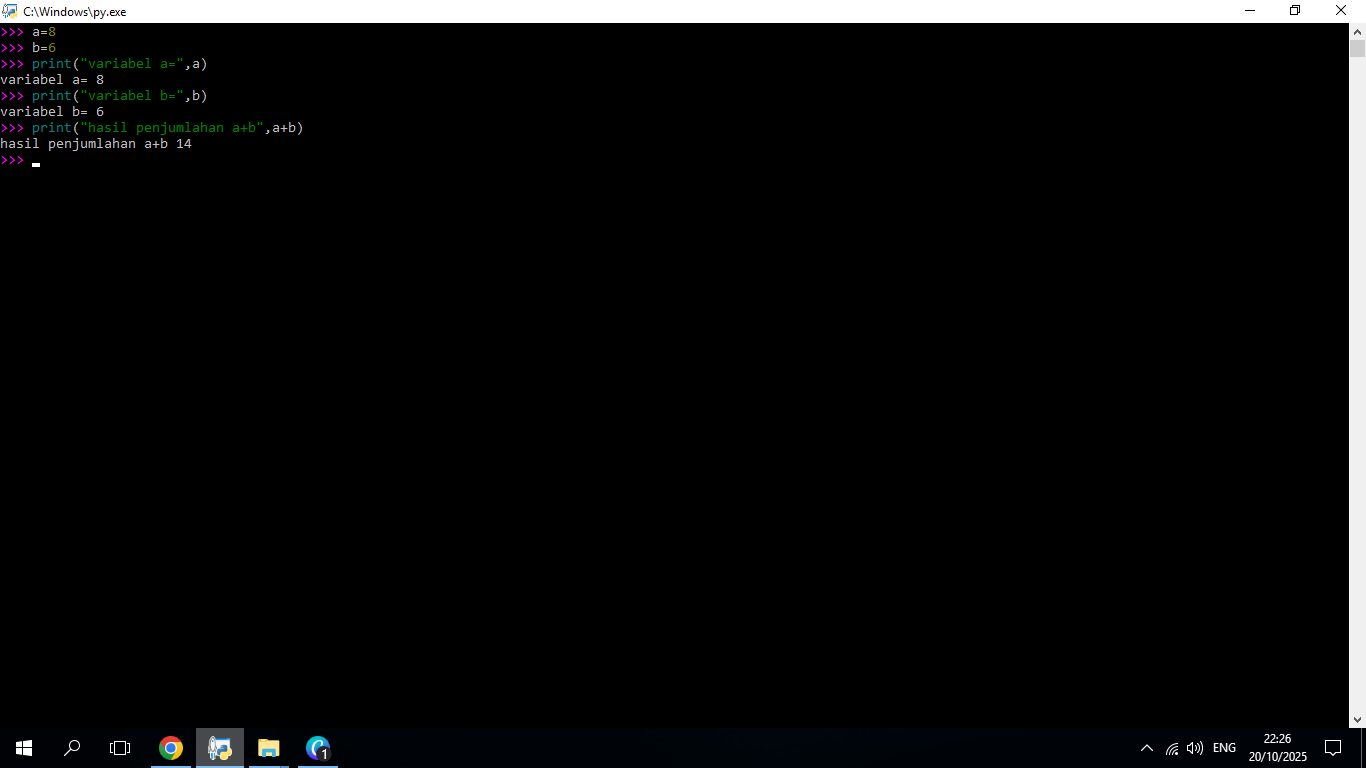 C:\Windows\py.exe
>>> a=8
>>> b=6
>>> print("variabel a=",a)
variabel a= 8
>>> print("variabel b=",b)
variabel b= 6
>>> print("hasil penjumlahan a+b",a+b)
hasil penjumlahan a+b 14
>>>
1
ENG
22:26
20/10/2025